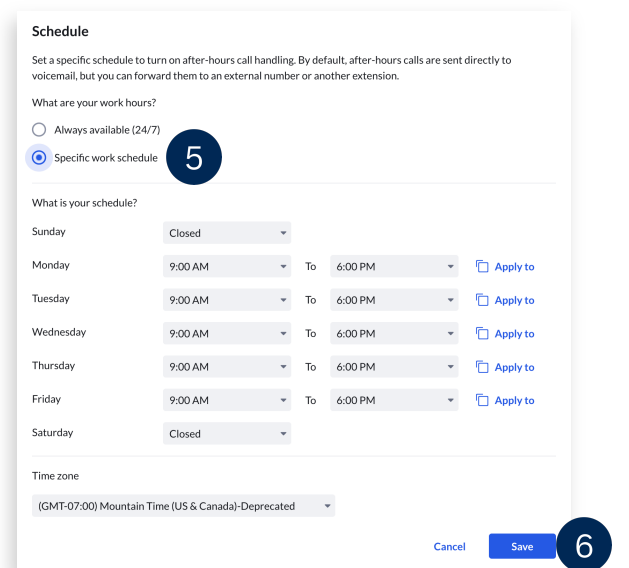 Schedule
Set a specific schedule to turn on after-hours call handling. By default, after-hours calls are sent directly to
voicemail, but you can forward them to an external number or another extension.
What are your work hours?
Always available (24/7)
Specific work schedule 5
What is your schedule?
Sunday Closed
Monday 9:00 AM To 6:00 PM Apply to
Tuesday 9:00 AM To 6:00 PM Apply to
Wednesday 9:00 AM To 6:00 PM Apply to
Thursday 9:00 AM To 6:00 PM Apply to
Friday 9:00 AM To 6:00 PM Apply to
Saturday Closed
Time zone
(GMT-07:00) Mountain Time (US & Canada)-Deprecated
Cancel Save 6